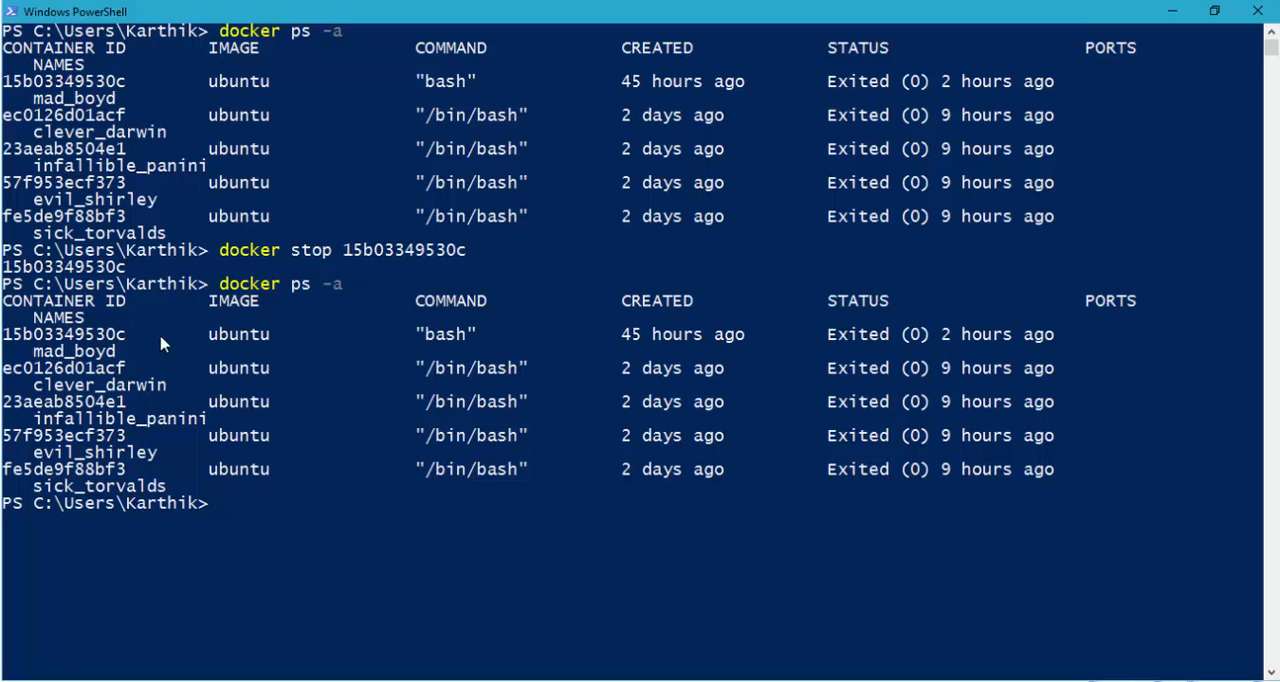 Windows PowerShell
PS C:\Users\Karthik> docker ps -a
CONTAINER ID IMAGE COMMAND CREATED STATUS PORTS
NAMES
15b03349530c ubuntu "bash" 45 hours ago Exited (0) 2 hours ago
mad_boyd
ec0126d01acf ubuntu "/bin/bash" 2 days ago Exited (0) 9 hours ago
clever_darwin
23aeab8504e1 ubuntu "/bin/bash" 2 days ago Exited (0) 9 hours ago
infallible_panini
57f953ecf373 ubuntu "/bin/bash" 2 days ago Exited (0) 9 hours ago
evil_shirley
fe5de9f88bf3 ubuntu "/bin/bash" 2 days ago Exited (0) 9 hours ago
sick_torvalds
PS C:\Users\Karthik> docker stop 15b03349530c
15b03349530c
PS C:\Users\Karthik> docker ps -a
CONTAINER ID IMAGE COMMAND CREATED STATUS PORTS
NAMES
15b03349530c ubuntu "bash" 45 hours ago Exited (0) 2 hours ago
mad_boyd
ec0126d01acf ubuntu "/bin/bash" 2 days ago Exited (0) 9 hours ago
clever_darwin
23aeab8504e1 ubuntu "/bin/bash" 2 days ago Exited (0) 9 hours ago
infallible_panini
57f953ecf373 ubuntu "/bin/bash" 2 days ago Exited (0) 9 hours ago
evil_shirley
fe5de9f88bf3 ubuntu "/bin/bash" 2 days ago Exited (0) 9 hours ago
sick_torvalds
PS C:\Users\Karthik>